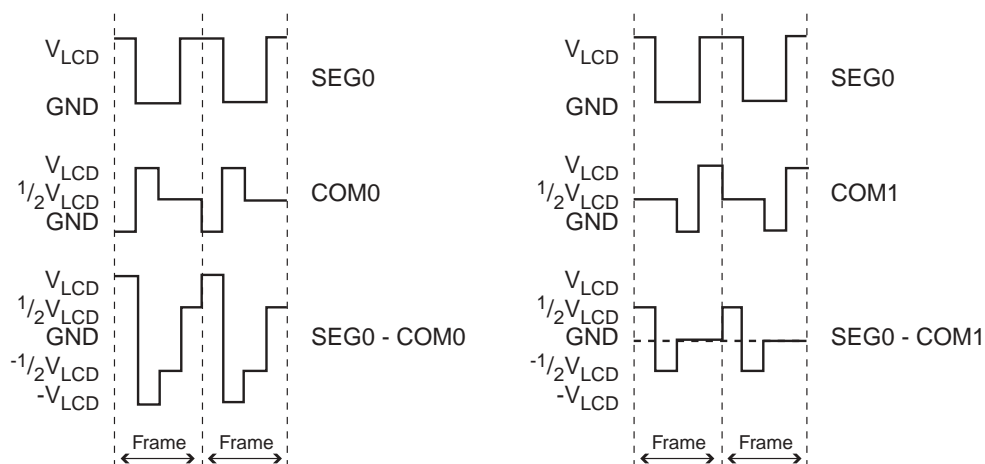 VLCD
GND
SEG0
VLCD
1/2VLCD
GND
COM0
VLCD
1/2VLCD
GND
-1/2VLCD
-VLCD
SEG0 - COM0
Frame
Frame
VLCD
GND
SEG0
VLCD
1/2VLCD
GND
COM1
VLCD
1/2VLCD
GND
-1/2VLCD
-VLCD
SEG0 - COM1
Frame
Frame